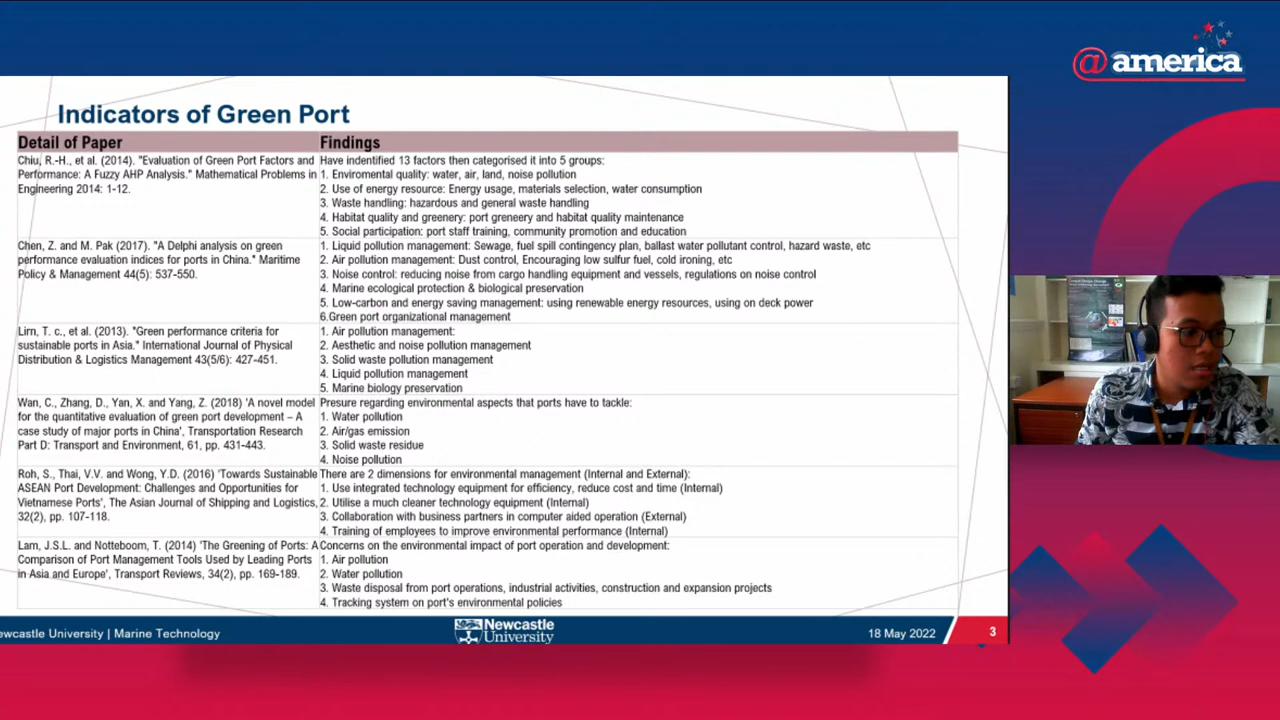 @america
Indicators of Green Port
Detail of Paper
Findings
Chiu, R.-H., et al. (2014). "Evaluation of Green Port Factors and
Performance: A Fuzzy AHP Analysis." Mathematical Problems in
Engineering 2014: 1-12.
Have indentified 13 factors then categorised it into 5 groups:
1. Enviromental quality: water, air, land, noise pollution
2. Use of energy resource: Energy usage, materials selection, water consumption
3. Waste handling: hazardous and general waste handling
4. Habitat quality and greenery: port greneery and habitat quality maintenance
5. Social participation: port staff training, community promotion and education
Chen, Z. and M. Pak (2017). "A Delphi analysis on green
performance evaluation indices for ports in China." Maritime
Policy & Management 44(5): 537-550.
1. Liquid pollution management: Sewage, fuel spill contingency plan, ballast water pollutant control, hazard waste, etc
2. Air pollution management: Dust control, Encouraging low sulfur fuel, cold ironing, etc
3. Noise control: reducing noise from cargo handling equipment and vessels, regulations on noise control
4. Marine ecological protection & biological preservation
5. Low-carbon and energy saving management: using renewable energy resources, using on deck power
6.Green port organizational management
Lirn, T. c., et al. (2013). "Green performance criteria for
sustainable ports in Asia." International Journal of Physical
Distribution & Logistics Management 43(5/6): 427-451.
1. Air pollution management:
2. Aesthetic and noise pollution management
3. Solid waste pollution management
4. Liquid pollution management
5. Marine biology preservation
Wan, C., Zhang, D., Yan, X. and Yang, Z. (2018) 'A novel model
for the quantitative evaluation of green port development – A
case study of major ports in China', Transportation Research
Part D: Transport and Environment, 61, pp. 431-443.
Presure regarding environmental aspects that ports have to tackle:
1. Water pollution
2. Air/gas emission
3. Solid waste residue
4. Noise pollution
Roh, S., Thai, V.V. and Wong, Y.D. (2016) 'Towards Sustainable
ASEAN Port Development: Challenges and Opportunities for
Vietnamese Ports', The Asian Journal of Shipping and Logistics,
32(2), pp. 107-118.
There are 2 dimensions for environmental management (Internal and External):
1. Use integrated technology equipment for efficiency, reduce cost and time (Internal)
2. Utilise a much cleaner technology equipment (Internal)
3. Collaboration with business partners in computer aided operation (External)
4. Training of employees to improve environmental performance (Internal)
Lam, J.S.L. and Notteboom, T. (2014) 'The Greening of Ports: A
Comparison of Port Management Tools Used by Leading Ports
in Asia and Europe', Transport Reviews, 34(2), pp. 169-189.
Concerns on the environmental impact of port operation and development:
1. Air pollution
2. Water pollution
3. Waste disposal from port operations, industrial activities, construction and expansion projects
4. Tracking system on port's environmental policies
ewcastle University | Marine Technology
Newcastle
University
18 May 2022
3